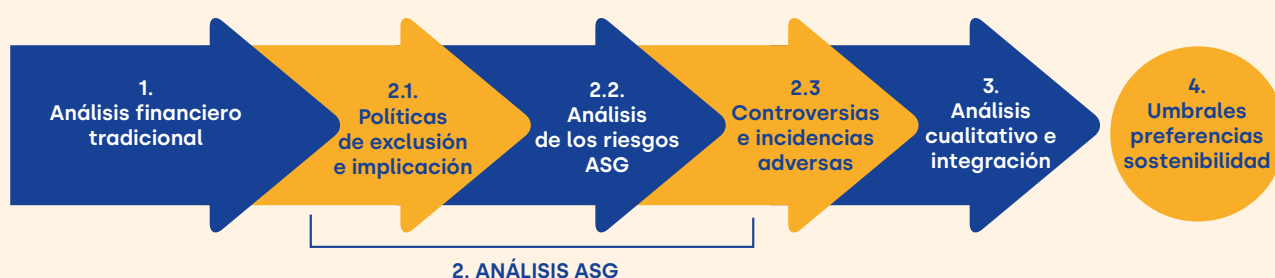 1.
Análisis financiero
tradicional
2.1.
Políticas
de exclusión
e implicación
2.2.
Análisis
de los riesgos
ASG
2.3
Controversias
e incidencias
adversas
3.
Análisis
cualitativo e
integración
4.
Umbrales
preferencias
sostenibilidad
2. ANÁLISIS ASG